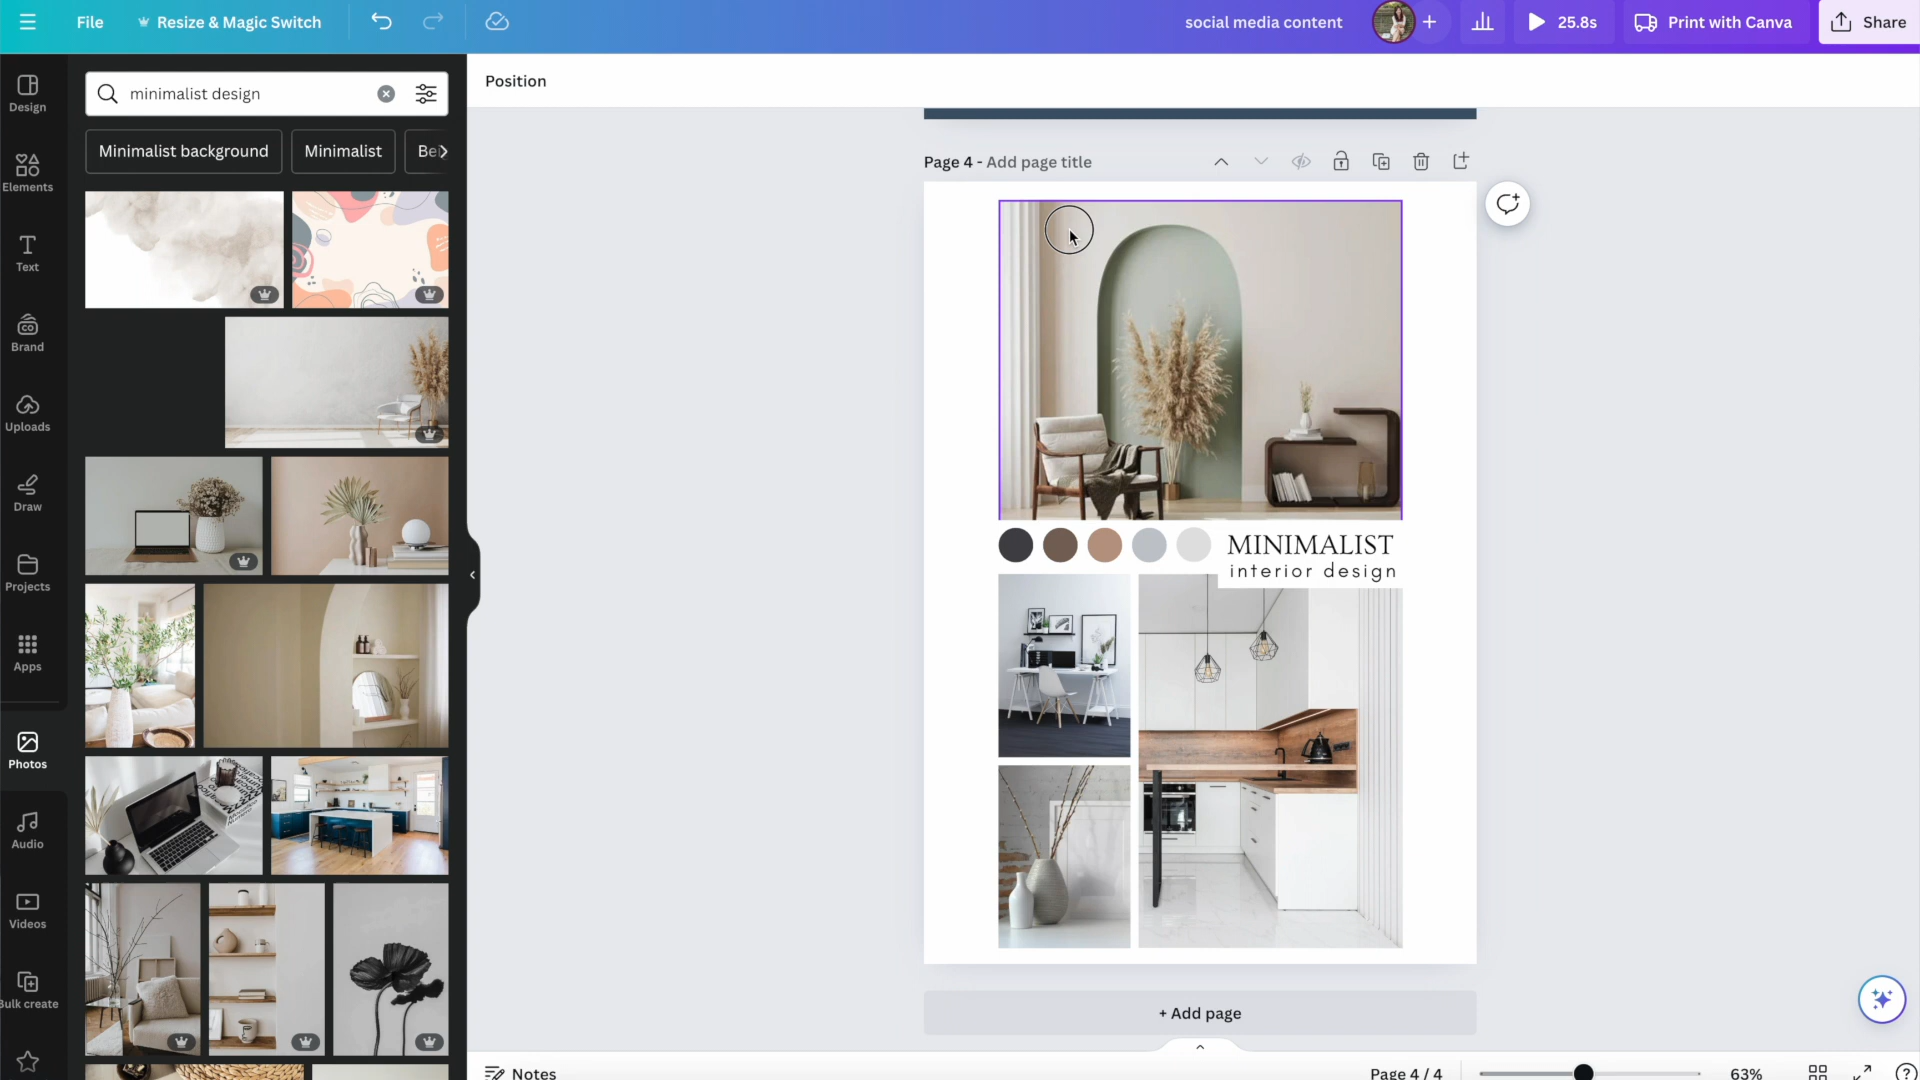 File
Resize & Magic Switch
social media content
25.8s
Print with Canva
Share
Design
Elements
Text
Brand
Uploads
Draw
Projects
Apps
Photos
Audio
Videos
Bulk create
minimalist design
Minimalist background
Minimalist
Position
Page 4 - Add page title
MINIMALIST
interior design
+ Add page
Notes
Page 4 / 4
63%